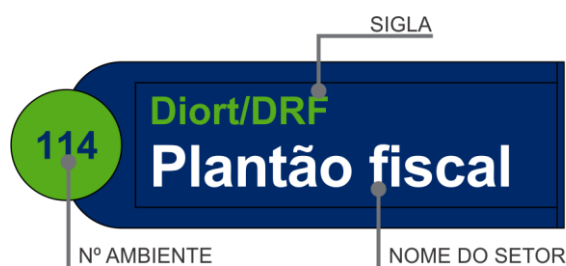 SIGLA
Diort/DRF
114
Plantão fiscal
Nº AMBIENTE
NOME DO SETOR